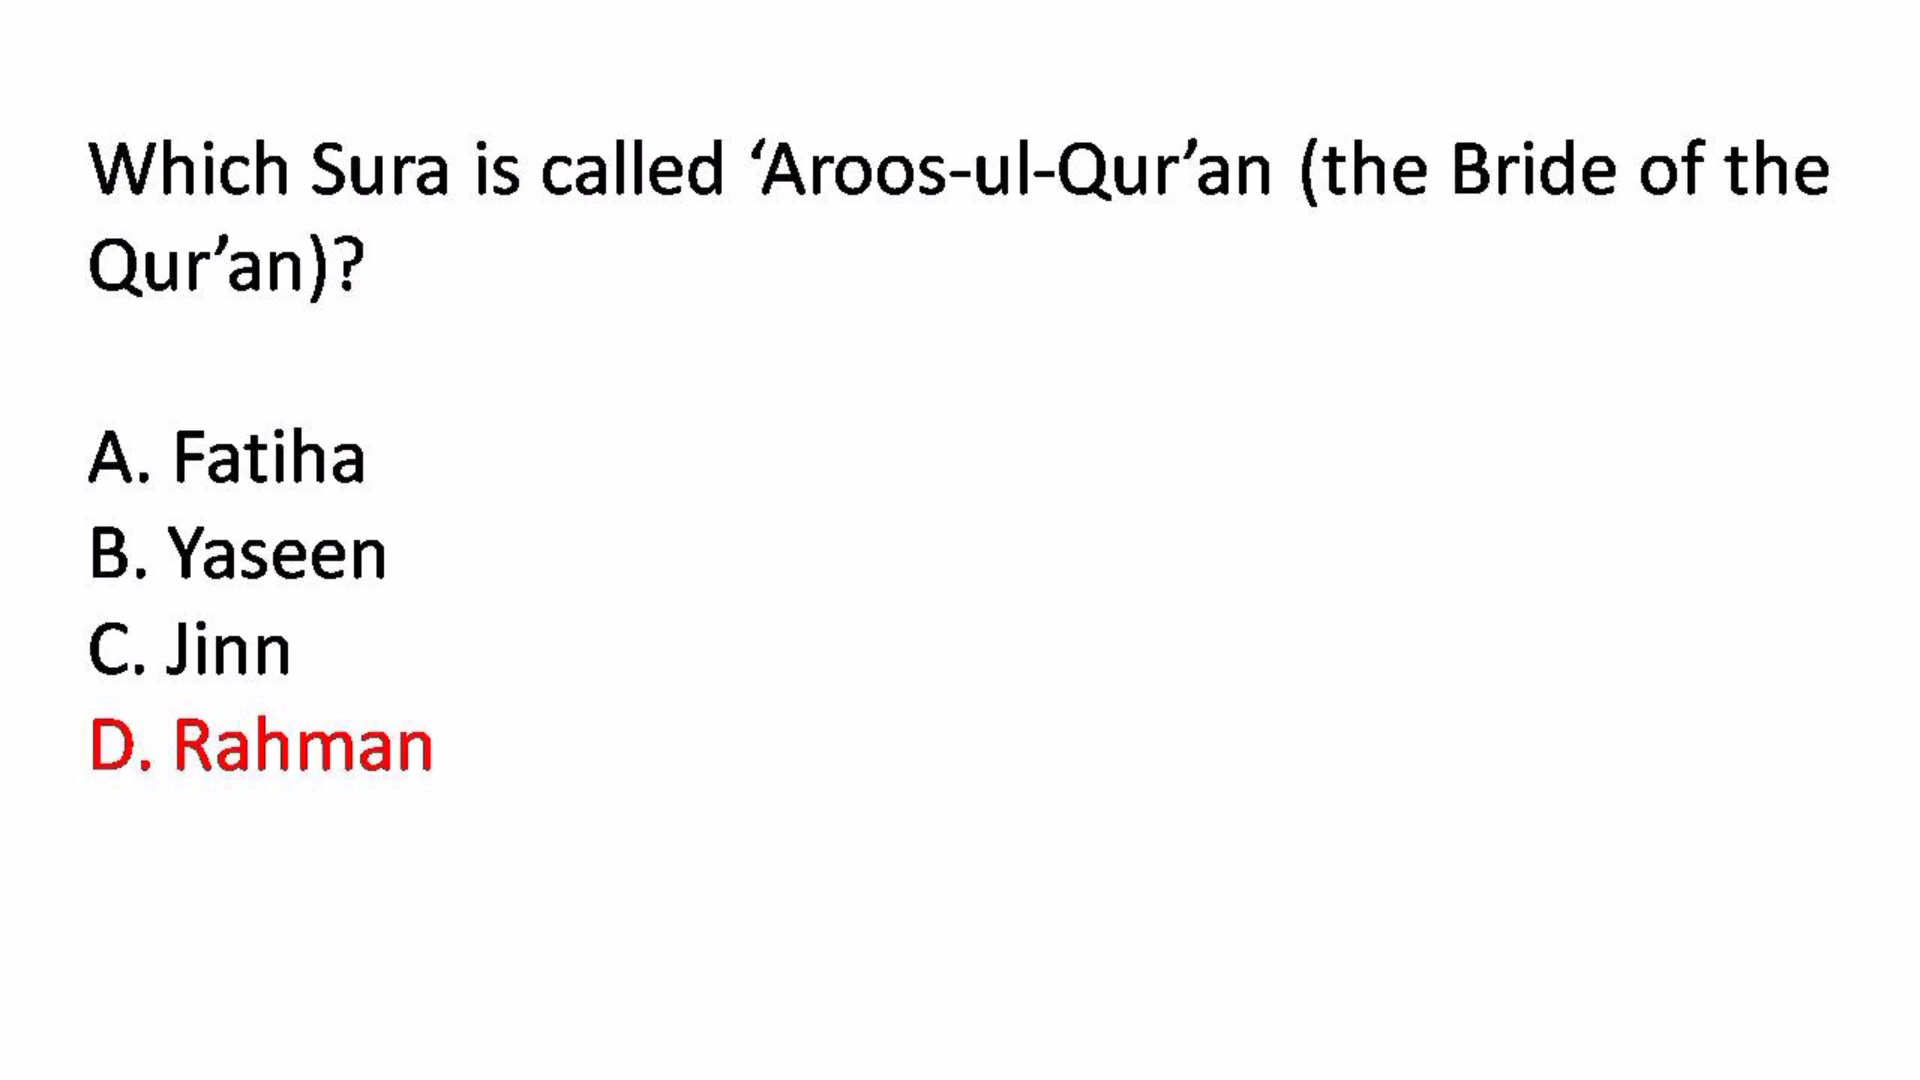 Which Sura is called ‘Aroos-ul-Qur’an (the Bride of the
Qur’an)?
A. Fatiha
B. Yaseen
C. Jinn
D. Rahman